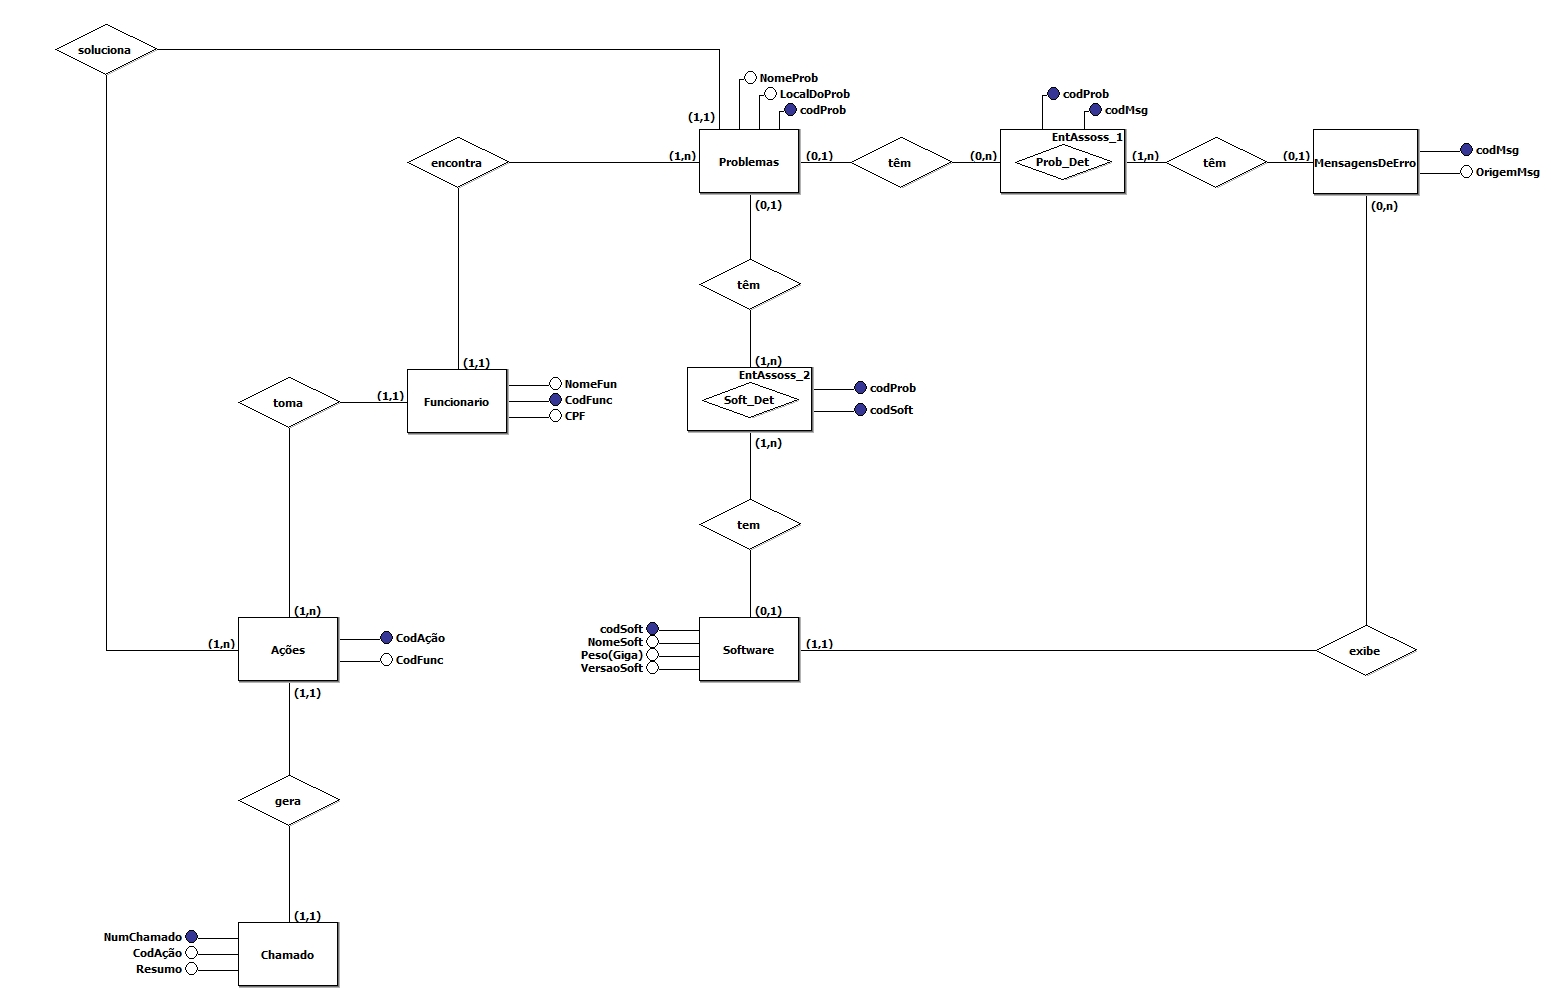 soluciona
NomeProb
LocalDoProb
codProb
(1,1)
codProb
codMsg
encontra
(1,n)
Problemas
(0,1)
têm
(0,n)
EntAssoss_1
Prob_Det
(1,n)
têm
(0,1)
MensagensDeErro
codMsg
OrigemMsg
(0,1)
(0,n)
têm
(1,1)
(1,n)
toma
(1,1)
Funcionario
NomeFun
CodFunc
CPF
EntAssoss_2
Soft_Det
codProb
codSoft
(1,n)
tem
(1,n)
(0,1)
(1,n)
Ações
CodAção
CodFunc
codSoft
NomeSoft
Peso(Giga)
VersaoSoft
Software
(1,1)
exibe
(1,1)
gera
(1,1)
NumChamado
CodAção
Resumo
Chamado